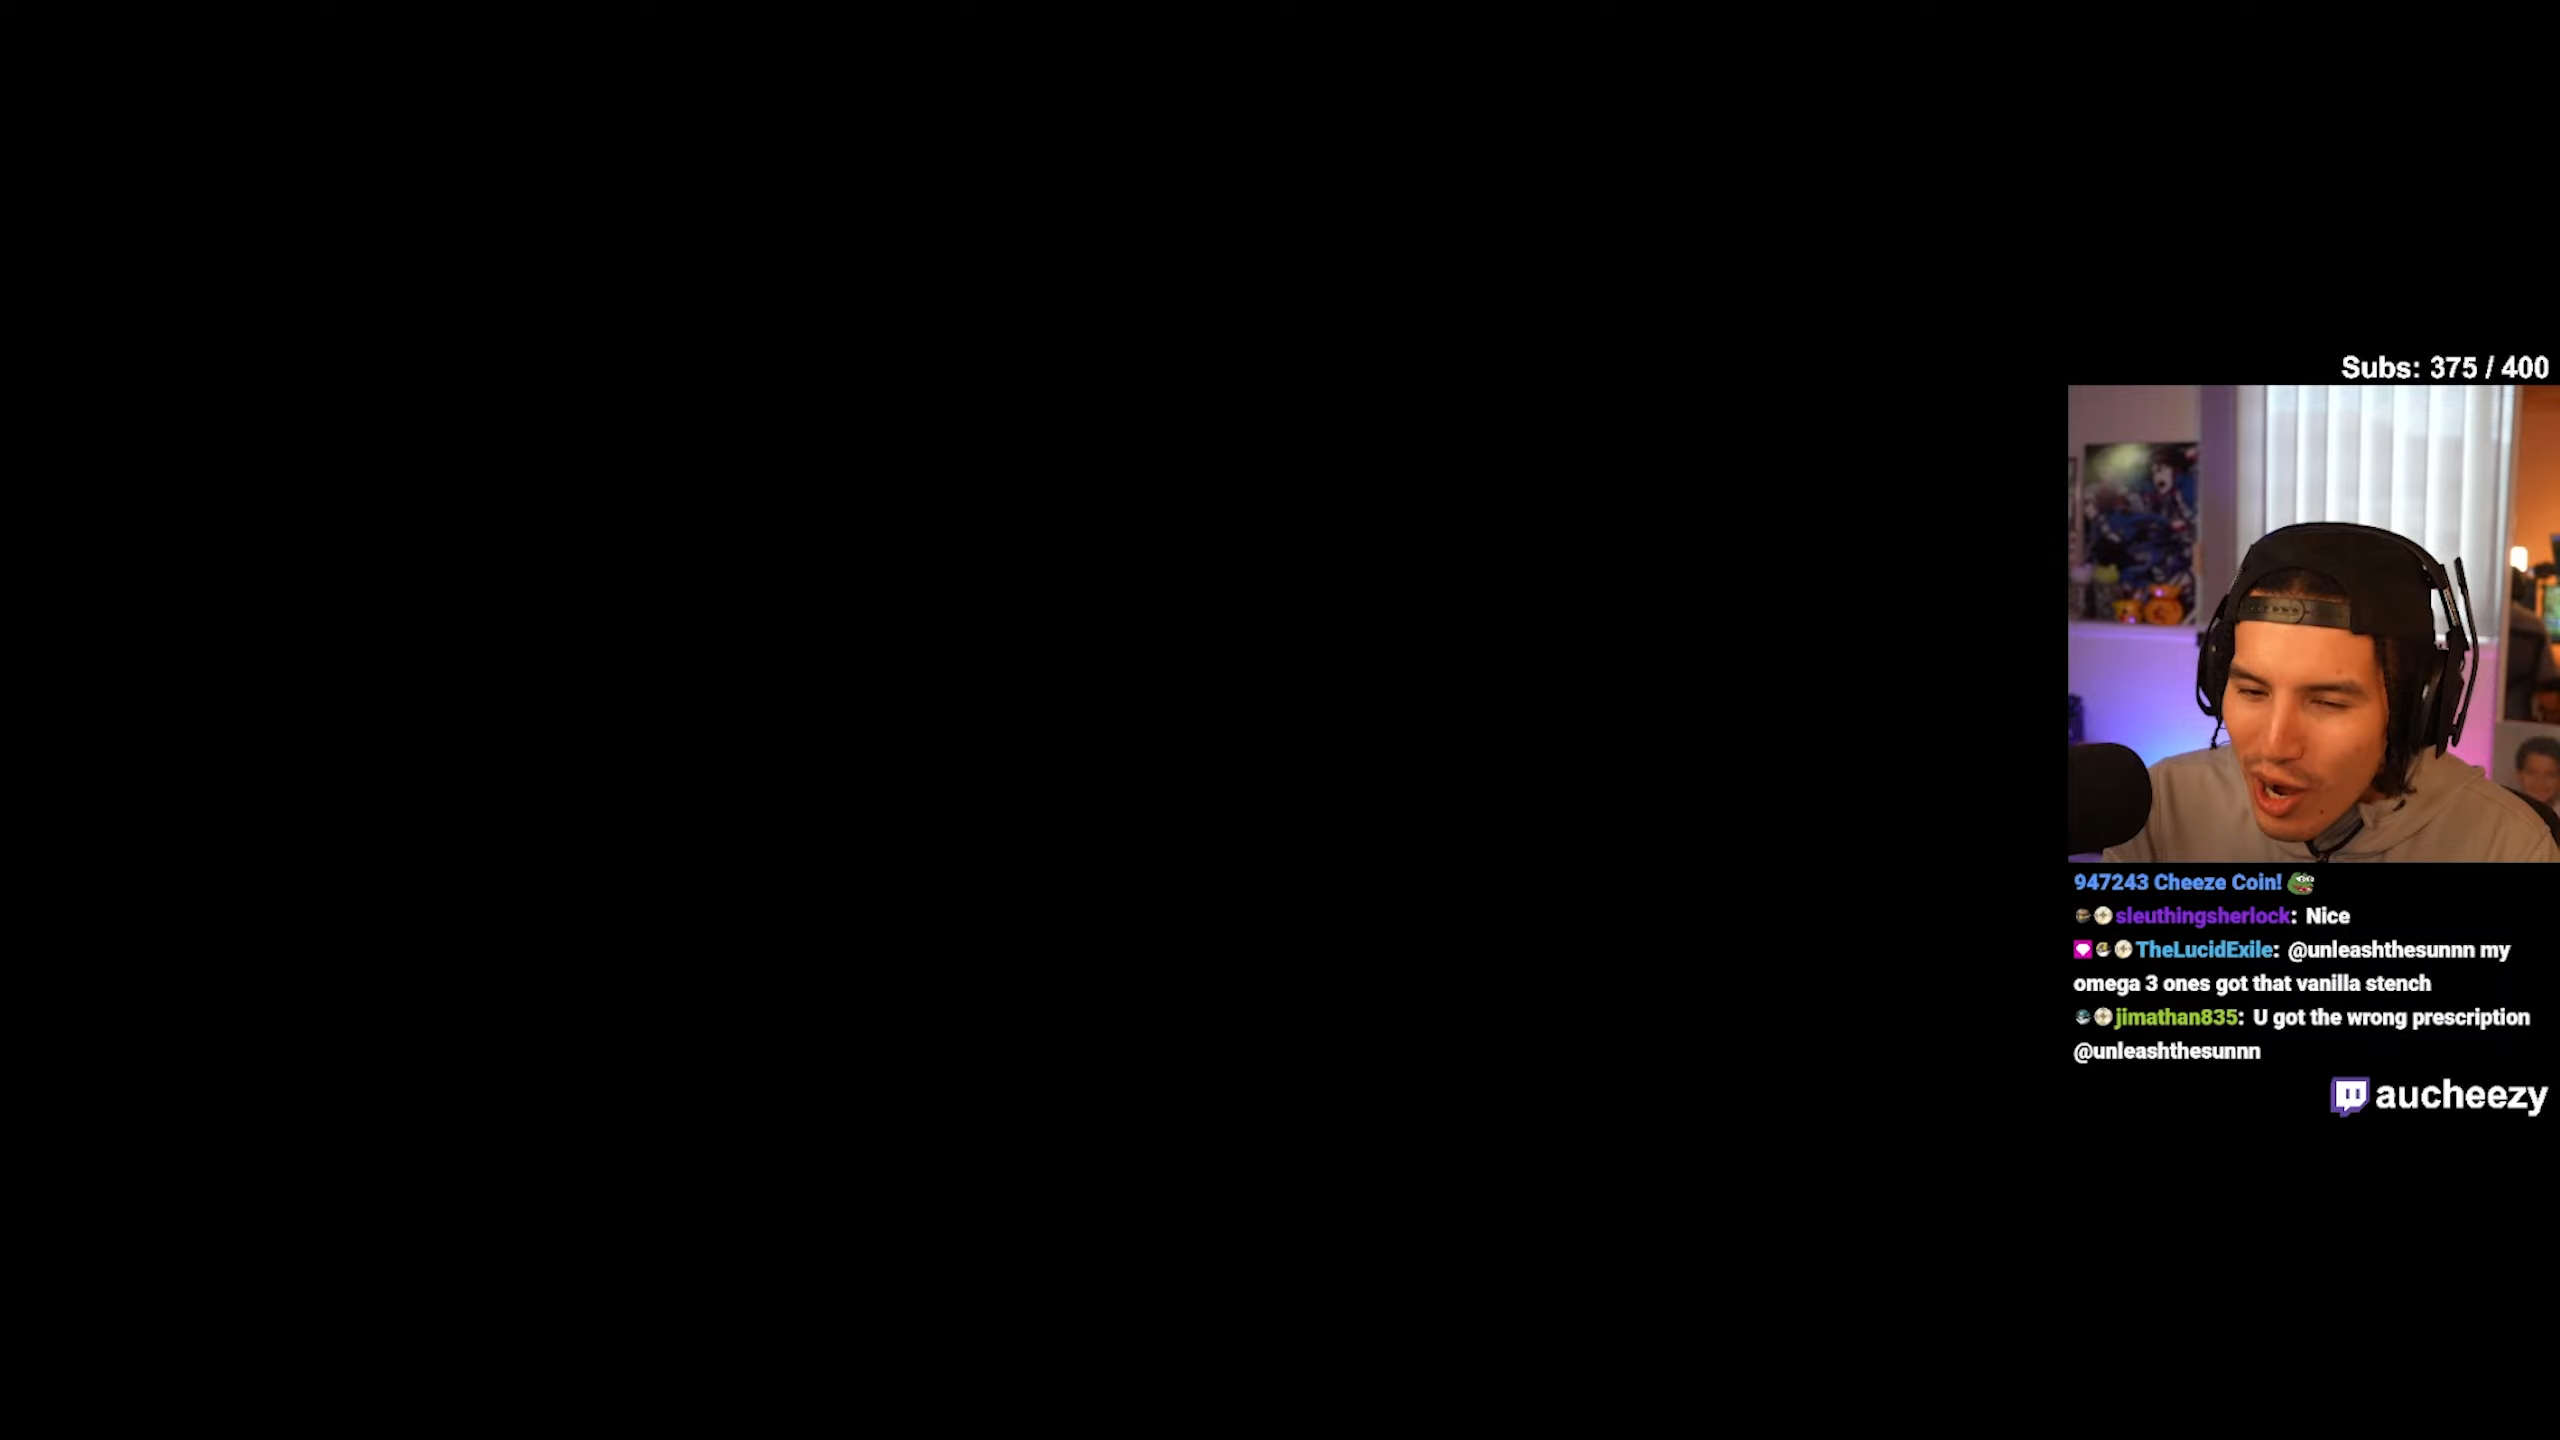 Subs: 375 / 400
947243 Cheeze Coin!
sleuthingsherlock: Nice
TheLucidExile: @unleashthesunnn my
omega 3 ones got that vanilla stench
jimathan835: U got the wrong prescription
@unleashthesunnn
aucheezy